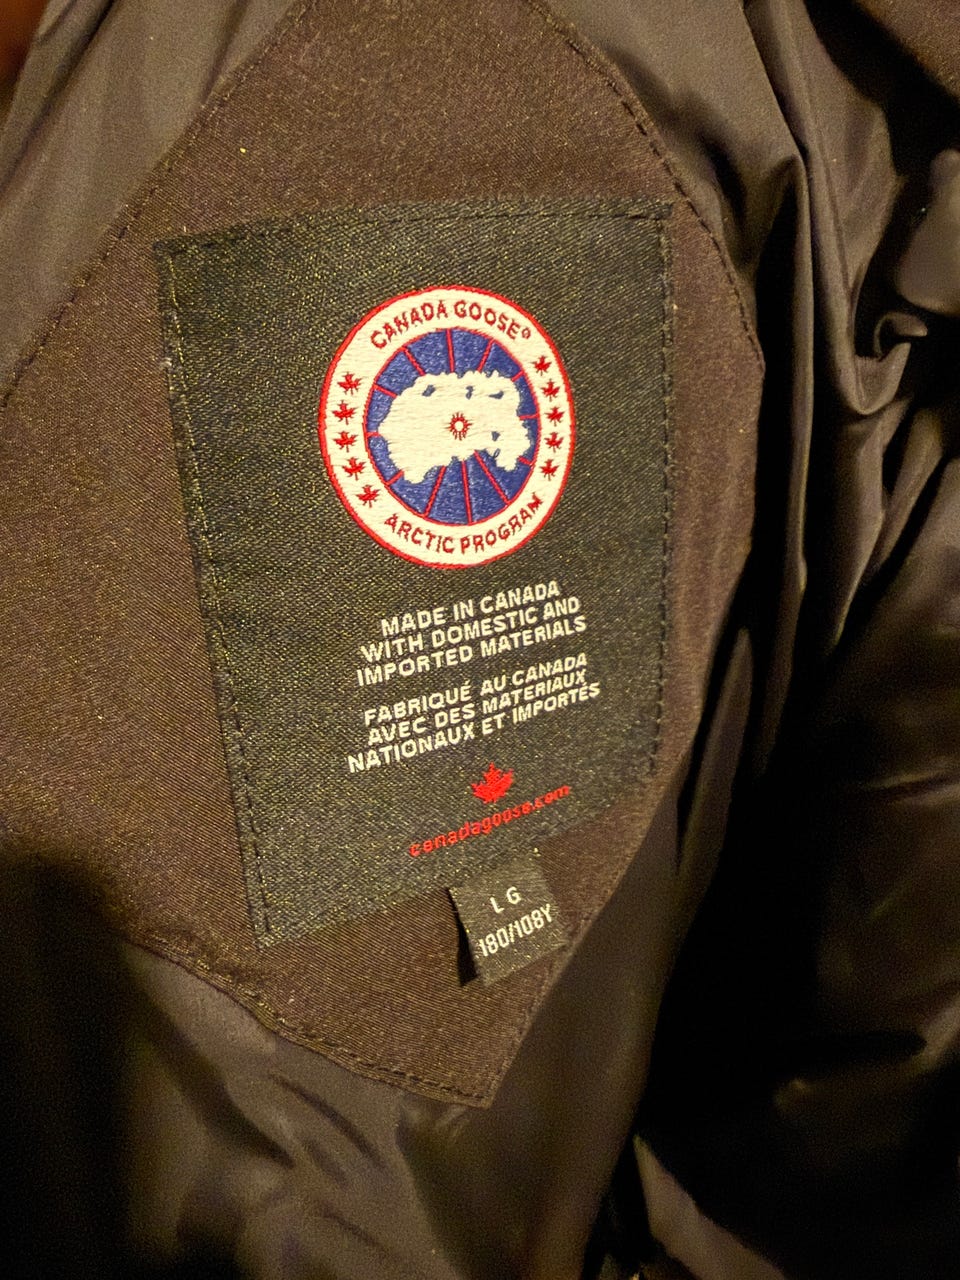 CANADA GOOSE®
ARCTIC PROGRAM
MADE IN CANADA
WITH DOMESTIC AND
IMPORTED MATERIALS
FABRIQUÉ AU CANADA
AVEC DES MATERIAUX
NATIONAUX ET IMPORTÉS
canadagoose.com
LG
180/108Y